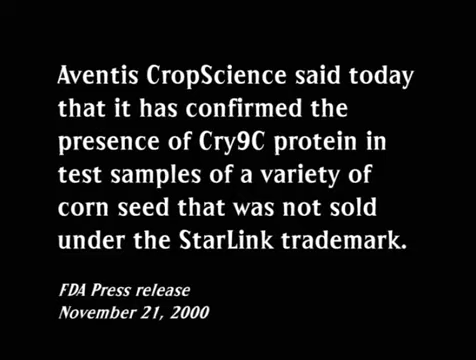 Aventis CropScience said today
that it has confirmed the
presence of Cry9C protein in
test samples of a variety of
corn seed that was not sold
under the StarLink trademark.
FDA Press release
November 21, 2000